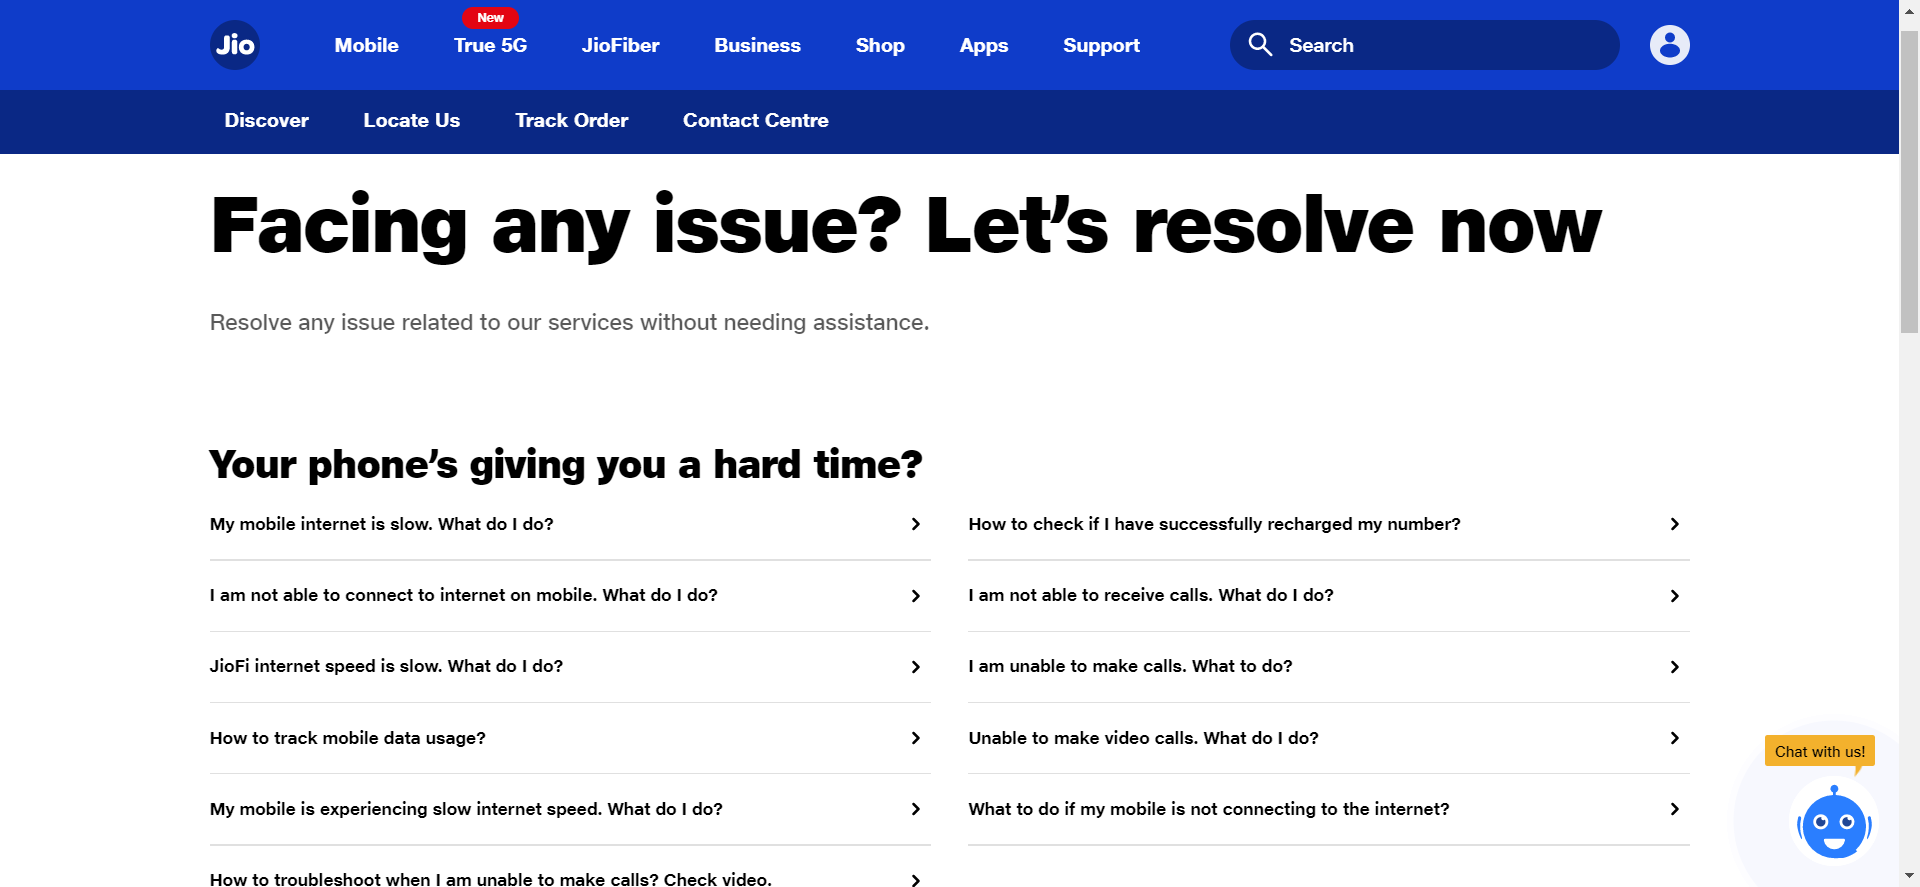 New
Jio
Mobile
True 5G
JioFiber
Business
Shop
Apps
Support
Search
Discover
Locate Us
Track Order
Contact Centre
Facing any issue? Let’s resolve now
Resolve any issue related to our services without needing assistance.
Your phone’s giving you a hard time?
My mobile internet is slow. What do I do?
How to check if I have successfully recharged my number?
I am not able to connect to internet on mobile. What do I do?
I am not able to receive calls. What do I do?
JioFi internet speed is slow. What do I do?
I am unable to make calls. What to do?
How to track mobile data usage?
Unable to make video calls. What do I do?
My mobile is experiencing slow internet speed. What do I do?
What to do if my mobile is not connecting to the internet?
How to troubleshoot when I am unable to make calls? Check video.
Chat with us!